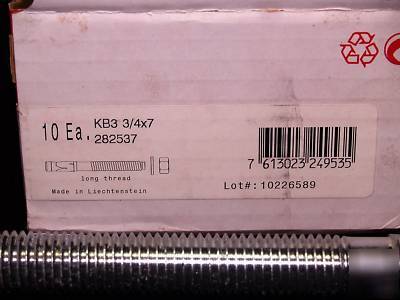 10 Ea. KB3 3/4x7
282537
long thread
Made in Liechtenstein
7 613023 249535
Lot#: 10226589